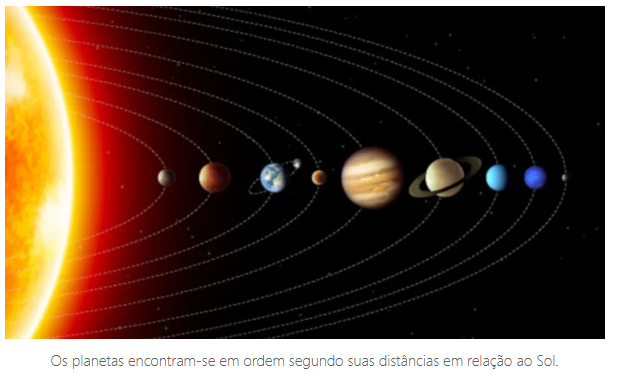 Os planetas encontram-se em ordem segundo suas distâncias em relação ao Sol.